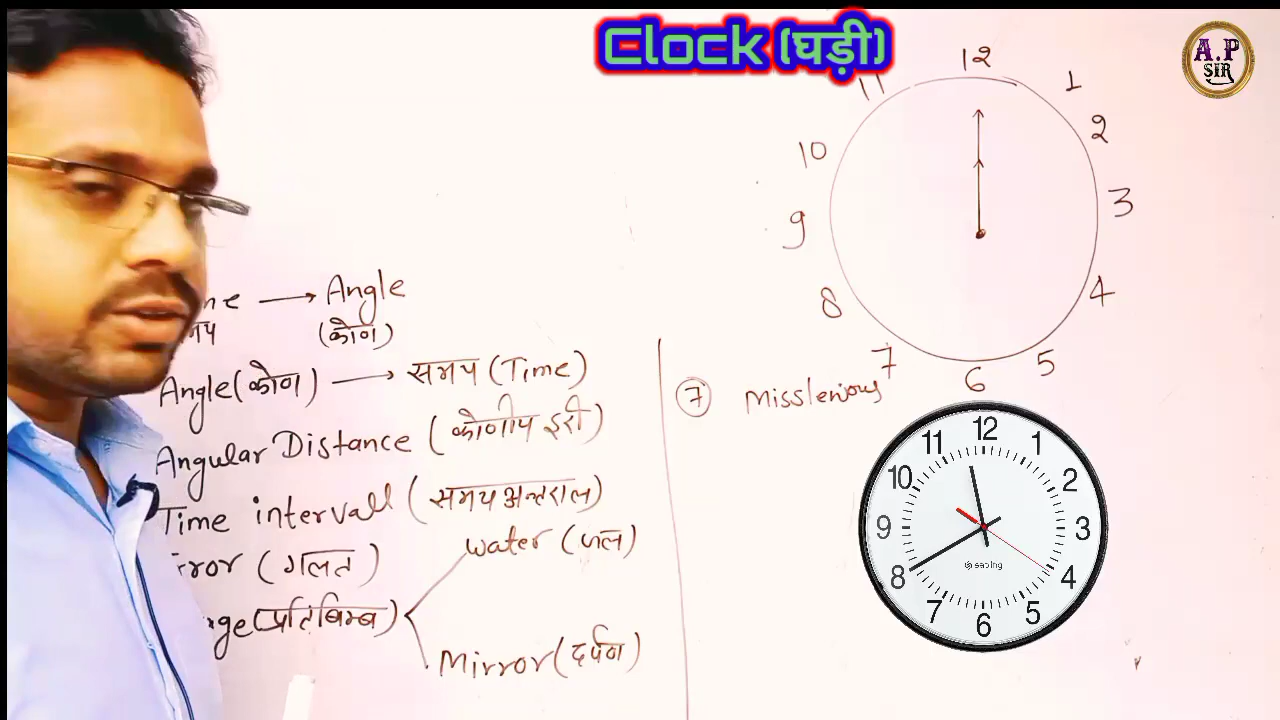 Clock (घड़ी)
A.P
SIR
12
1
2
3
4
5
6
7
8
9
10
11
→ Angle
(कोण)
Angle (कोण) → समय (Time)
Angular Distance (कोणीय दूरी)
Time intervall (समय अन्तराल)
(गलत)
(प्रतिबिम्ब)
water (जल)
Mirror (दर्पण)
7 Misslenious
12
1
2
3
4
5
6
7
8
9
10
11